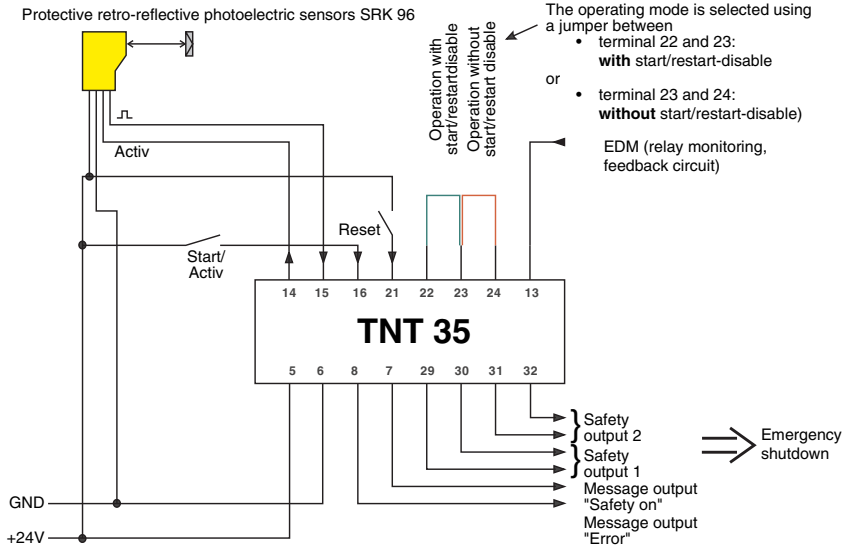 Protective retro-reflective photoelectric sensors SRK 96
The operating mode is selected using
a jumper between
• terminal 22 and 23:
with start/restart-disable
or
• terminal 23 and 24:
without start/restart-disable)
Operation with
start/restartdisable
Operation without
start/restart disable
EDM (relay monitoring,
feedback circuit)
Activ
Reset
Start/
Activ
14 15 16 21 22 23 24 13
TNT 35
5 6 8 7 29 30 31 32
Safety
output 2
Safety
output 1
Emergency
shutdown
Message output
"Safety on"
Message output
"Error"
GND
+24V